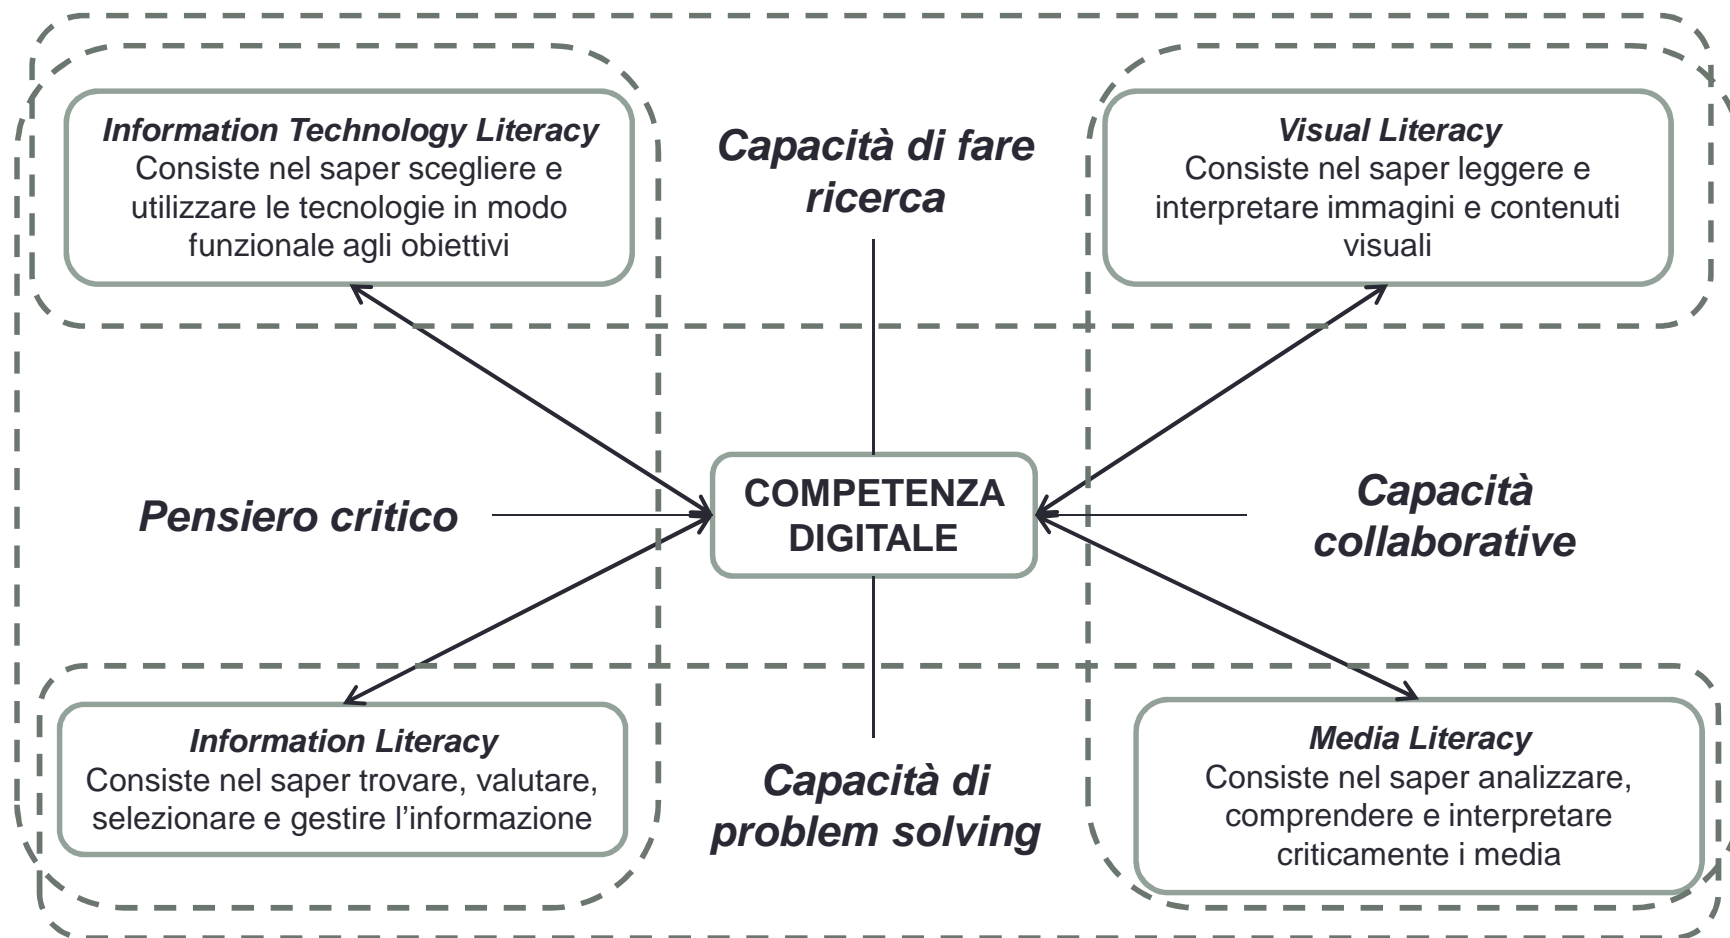 Information Technology Literacy
Consiste nel saper scegliere e
utilizzare le tecnologie in modo
funzionale agli obiettivi
Capacità di fare
ricerca
Visual Literacy
Consiste nel saper leggere e
interpretare immagini e contenuti
visuali
Pensiero critico
COMPETENZA
DIGITALE
Capacità
collaborative
Information Literacy
Consiste nel saper trovare, valutare,
selezionare e gestire l’informazione
Capacità di
problem solving
Media Literacy
Consiste nel saper analizzare,
comprendere e interpretare
criticamente i media